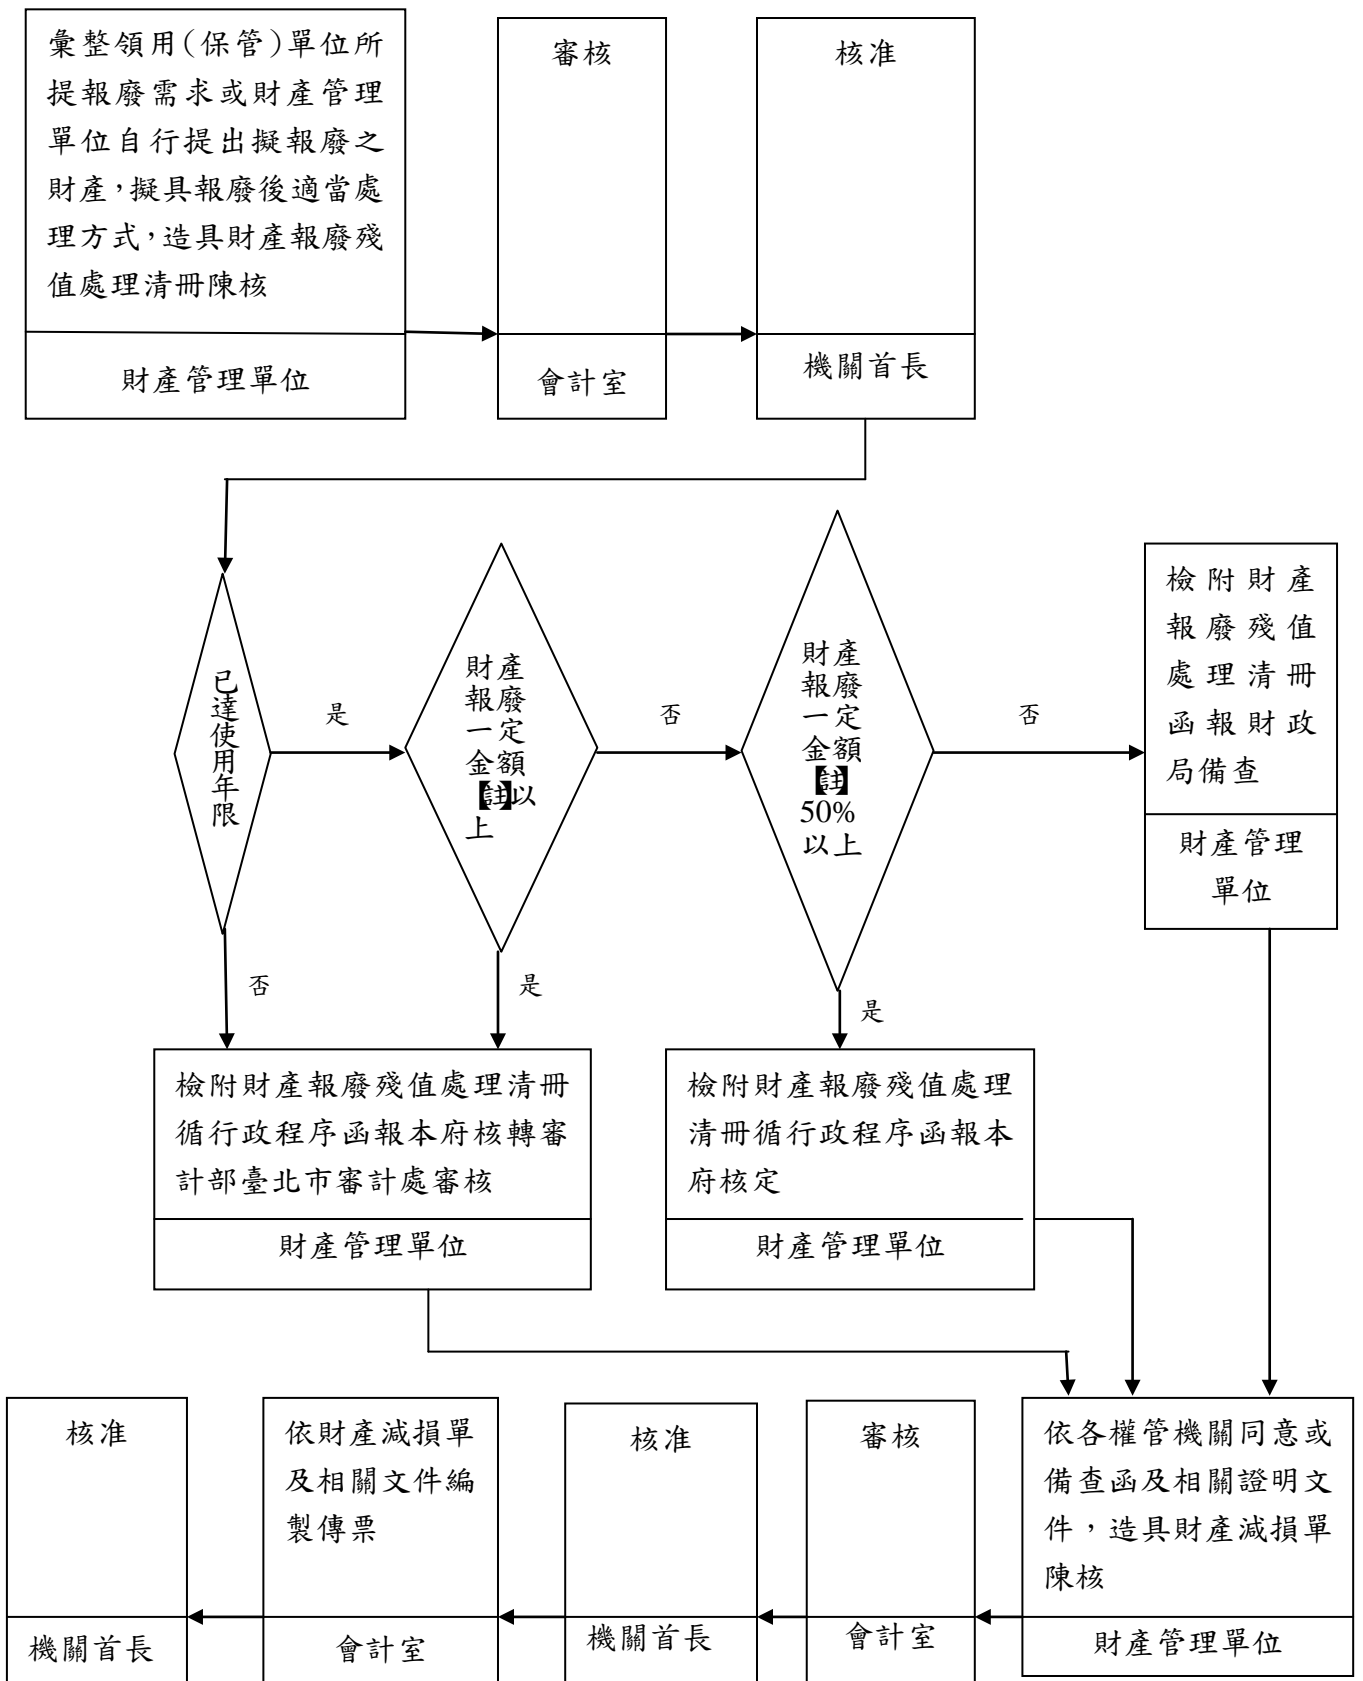 彙整領用(保管)單位所
提報廢需求或財產管理
單位自行提出擬報廢之
財產，擬具報廢後適當處
理方式，造具財產報廢殘
值處理清冊陳核
財產管理單位
審核
會計室
核准
機關首長
已達使用年限
是
否
財產
報廢
一定
金額
【註】以
上
否
是
財產
報廢
一定
金額
【註】
50%
以上
否
是
檢附財產
報廢殘值
處理清冊
函報財政
局備查
財產管理
單位
檢附財產報廢殘值處理清冊
循行政程序函報本府核轉審
計部臺北市審計處審核
財產管理單位
檢附財產報廢殘值處理
清冊循行政程序函報本
府核定
財產管理單位
依各權管機關同意或
備查函及相關證明文
件，造具財產減損單
陳核
財產管理單位
審核
會計室
核准
機關首長
依財產減損單
及相關文件編
製傳票
會計室
核准
機關首長